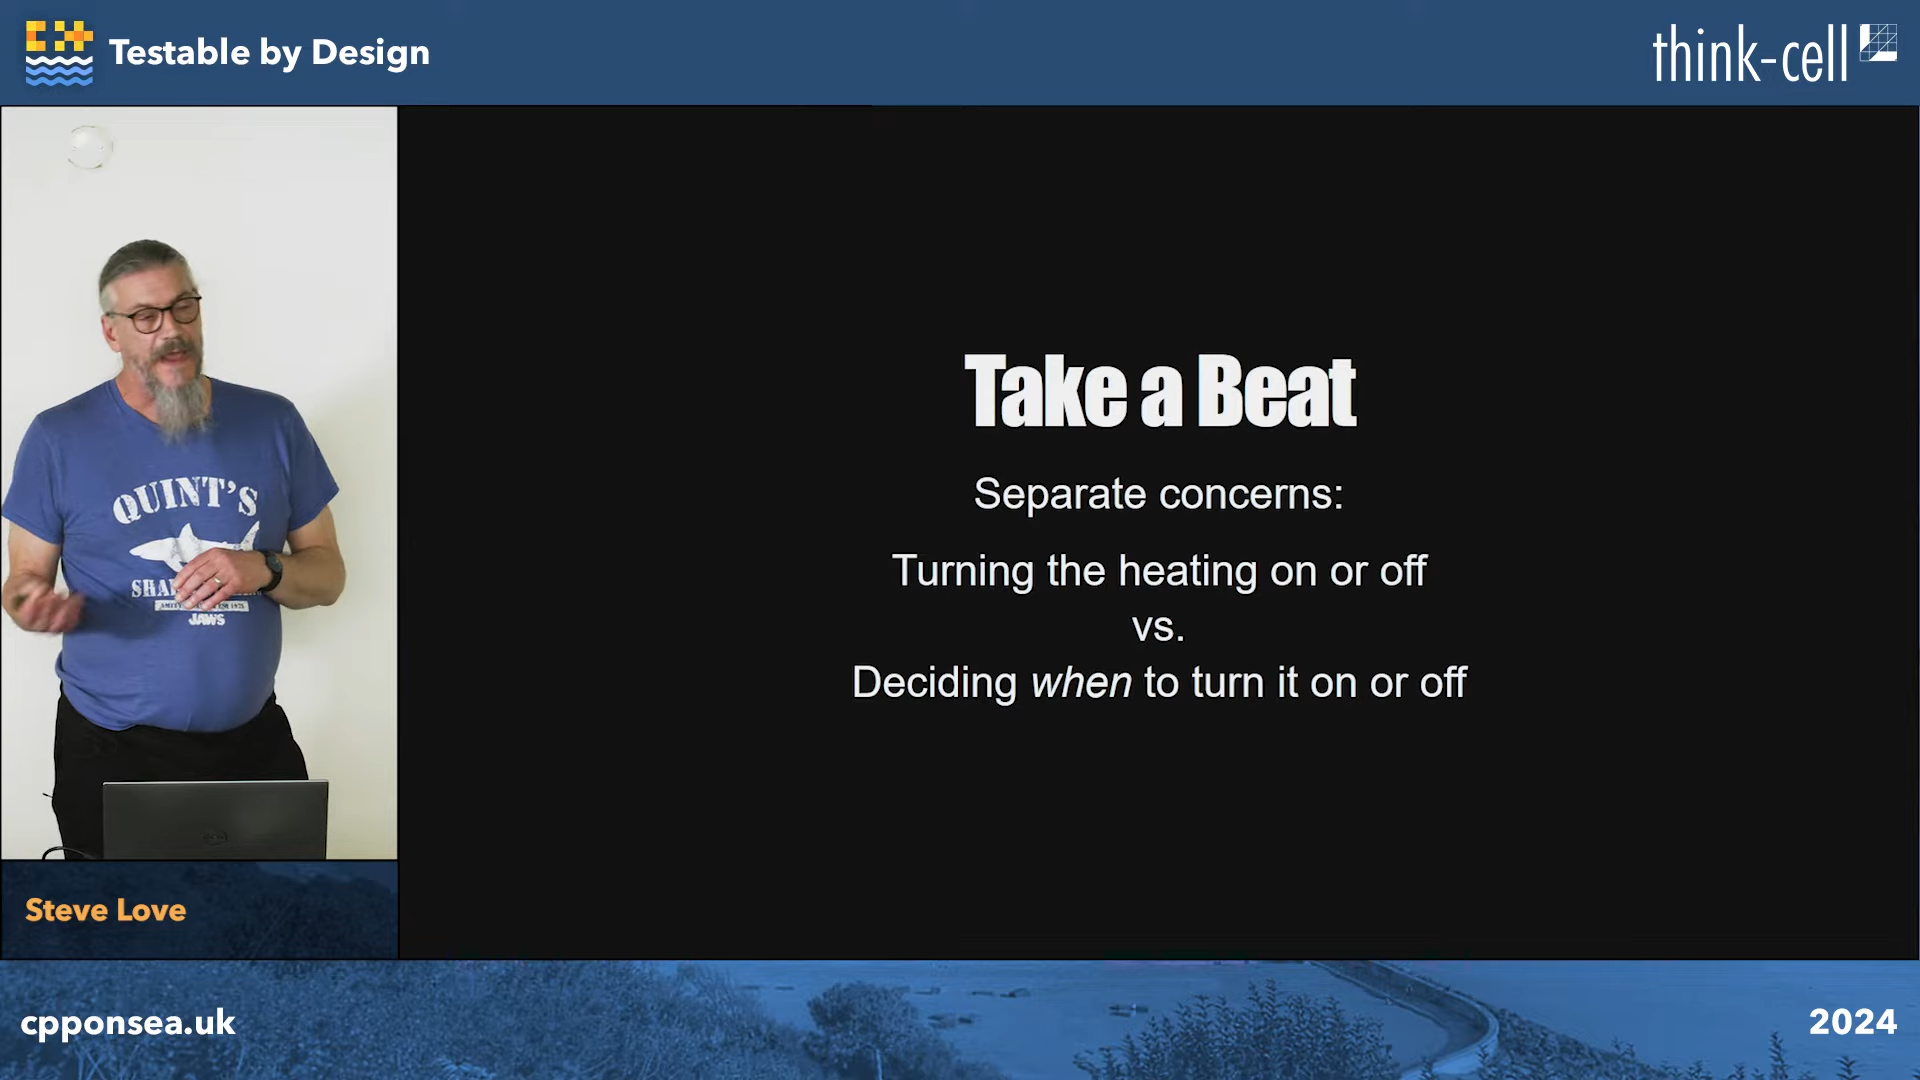 Testable by Design
think-cell
QUINT'S
JAWS
Take a Beat
Separate concerns:
Turning the heating on or off
vs.
Deciding when to turn it on or off
Steve Love
cpponsea.uk
2024